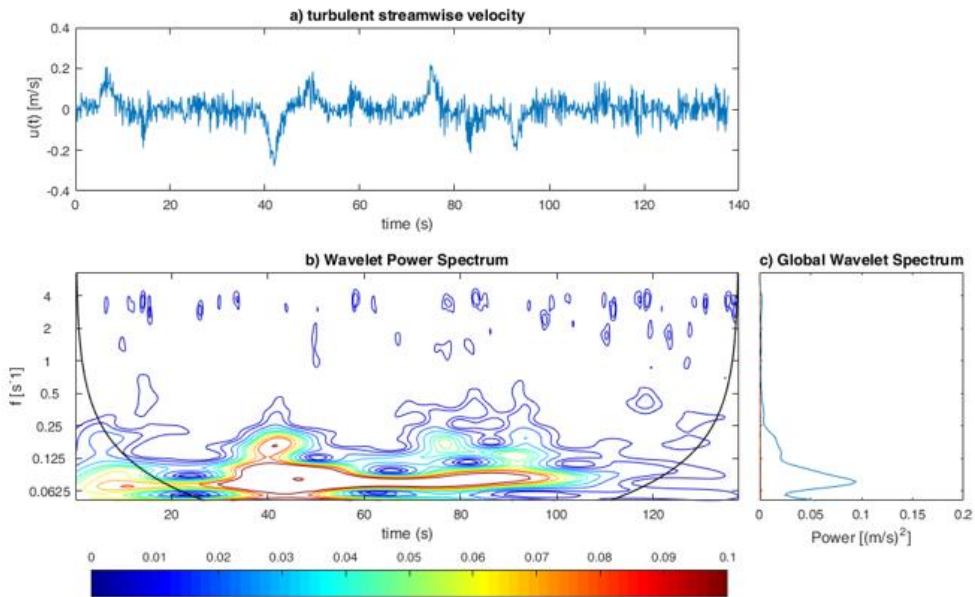 a) turbulent streamwise velocity
0.4
0.2
0
-0.2
-0.4
u(t) [m/s]
0 20 40 60 80 100 120 140
time (s)
b) Wavelet Power Spectrum
4
2
1
0.5
0.25
0.125
0.0625
f [s^1]
20 40 60 80 100 120
time (s)
c) Global Wavelet Spectrum
0 0.05 0.1 0.15 0.2
Power [(m/s)²]
0 0.01 0.02 0.03 0.04 0.05 0.06 0.07 0.08 0.09 0.1